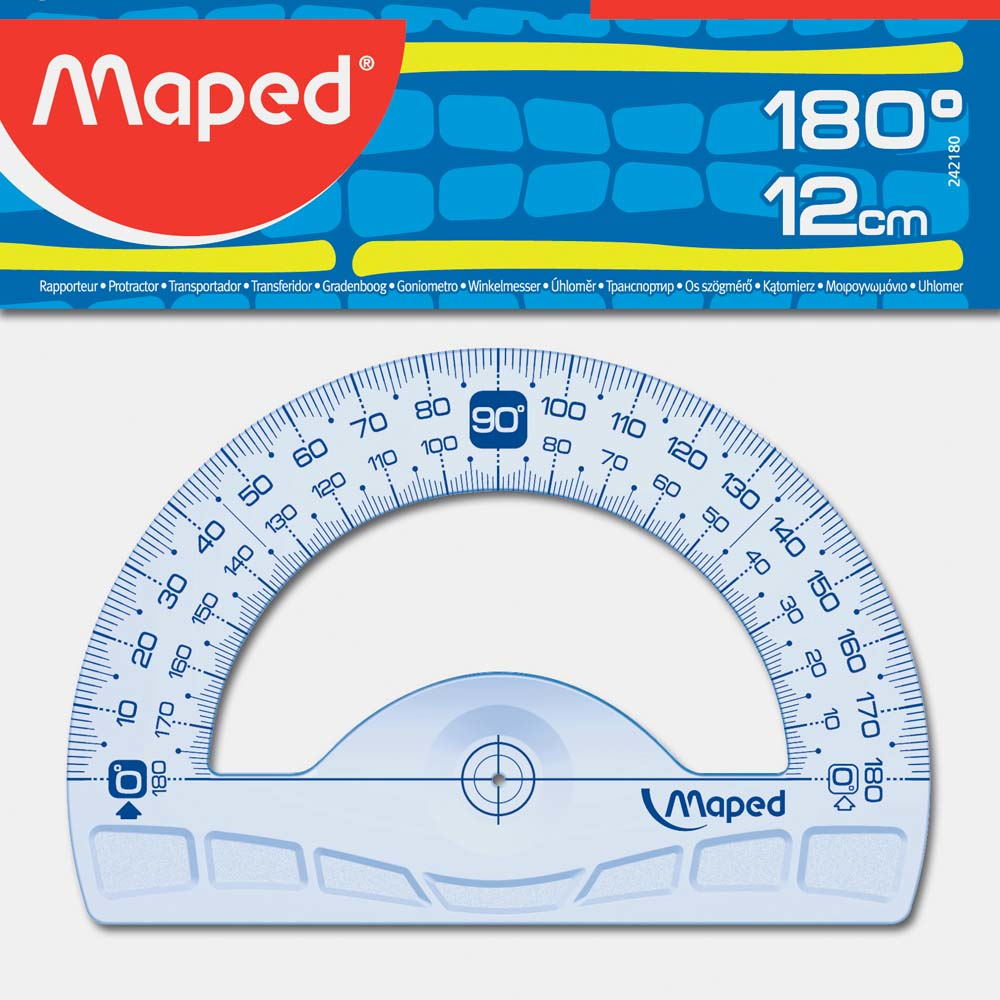 Maped®
180°
12cm
242180
Rapporteur • Protractor • Transportador • Transferidor • Gradenboog • Goniometro • Winkelmesser • Úhloměr • Транспортир • Os szögmérő • Kątomierz • Μοιρογνωμόνιο • Uhlomer
0° 10 20 30 40 50 60 70 80 90° 100 110 120 130 140 150 160 170 180
180 170 160 150 140 130 120 110 100 80 70 60 50 40 30 20 10 0°
Maped